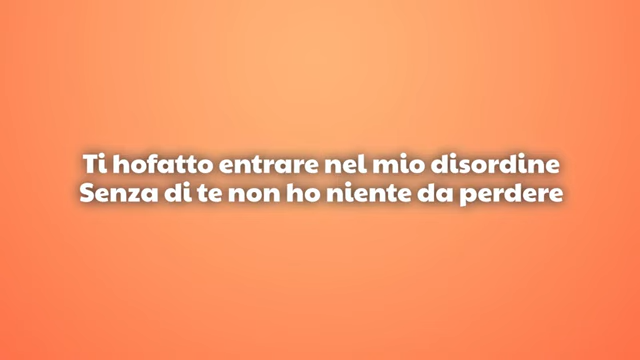 Ti hofatto entrare nel mio disordine
Senza di te non ho niente da perdere